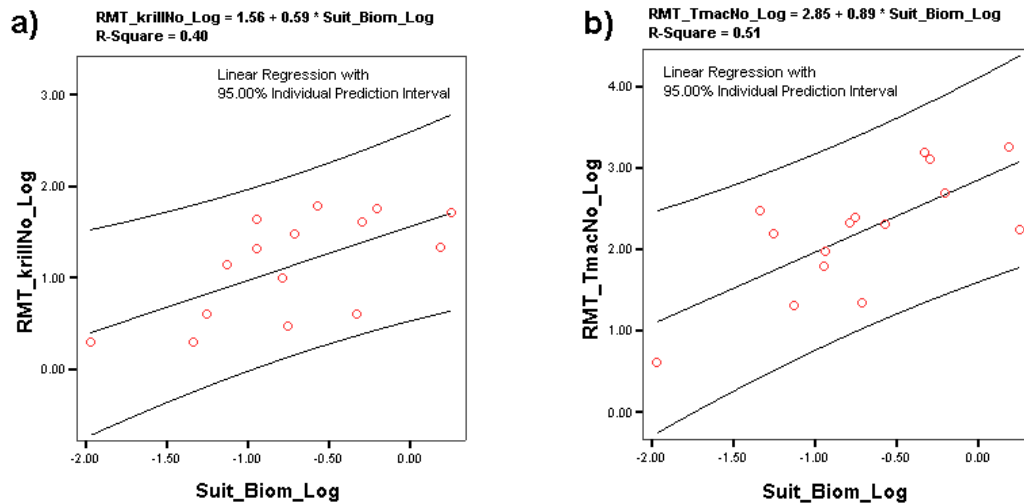 a)
RMT_krillNo_Log = 1.56 + 0.59 * Suit_Biom_Log
R-Square = 0.40
Linear Regression with
95.00% Individual Prediction Interval
3.00
2.00
1.00
0.00
RMT_krillNo_Log
-2.00 -1.50 -1.00 -0.50 0.00
Suit_Biom_Log
b)
RMT_TmacNo_Log = 2.85 + 0.89 * Suit_Biom_Log
R-Square = 0.51
Linear Regression with
95.00% Individual Prediction Interval
4.00
3.00
2.00
1.00
0.00
RMT_TmacNo_Log
-2.00 -1.50 -1.00 -0.50 0.00
Suit_Biom_Log